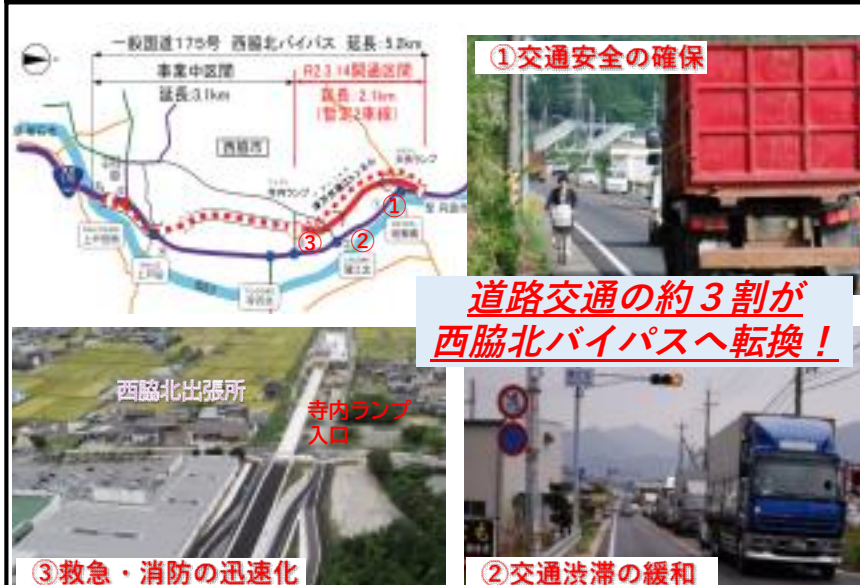 一般国道175号 西脇北バイパス 延長:5.2km
事業中区間
R2.3.14開通区間
延長:3.1km
延長:2.1km
(暫定2車線)
西脇市
寺内ランプ
①
②
③
①交通安全の確保
道路交通の約3割が
西脇北バイパスへ転換!
西脇北出張所
寺内ランプ
入口
③救急・消防の迅速化
②交通渋滞の緩和